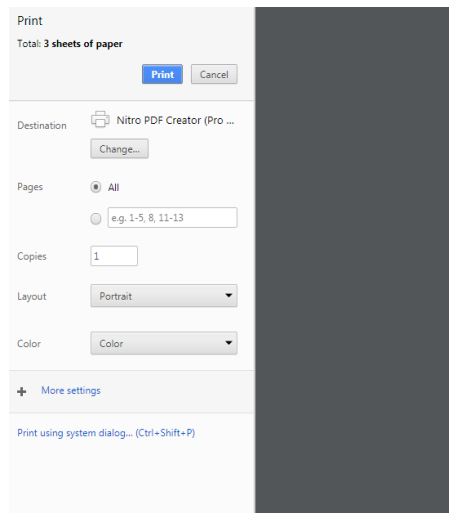 Print
Total: 3 sheets of paper
Print Cancel
Destination Nitro PDF Creator (Pro ...
Change...
Pages All
e.g. 1-5, 8, 11-13
Copies 1
Layout Portrait
Color Color
+ More settings
Print using system dialog... (Ctrl+Shift+P)